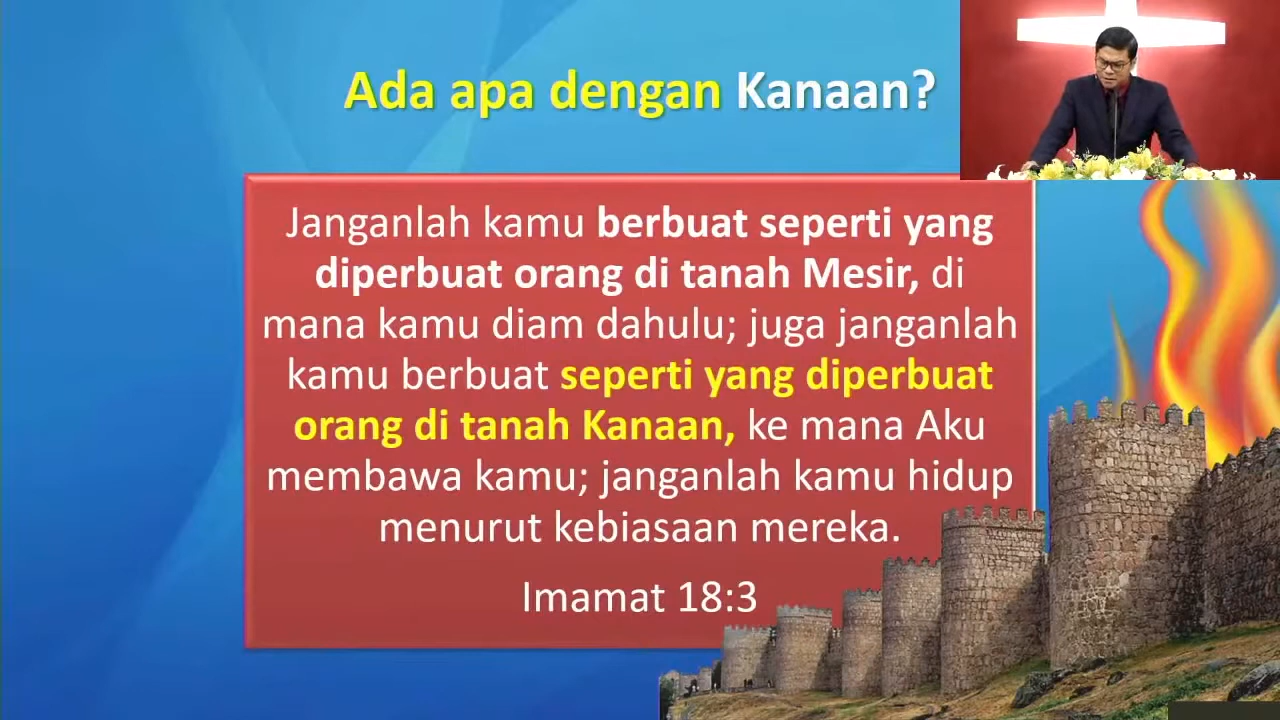 Ada apa dengan Kanaan?
Janganlah kamu berbuat seperti yang
diperbuat orang di tanah Mesir, di
mana kamu diam dahulu; juga janganlah
kamu berbuat seperti yang diperbuat
orang di tanah Kanaan, ke mana Aku
membawa kamu; janganlah kamu hidup
menurut kebiasaan mereka.
Imamat 18:3